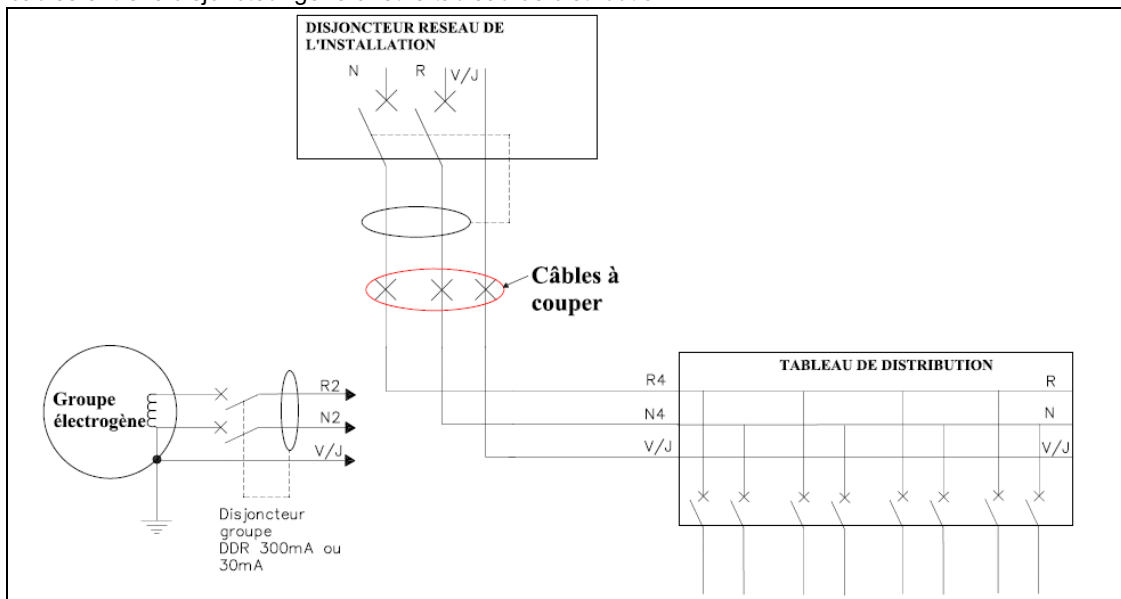 DISJONCTEUR RESEAU DE
L'INSTALLATION
N R V/J
Câbles à
couper
TABLEAU DE DISTRIBUTION
Groupe
électrogène
R2
N2
V/J
R4
N4
V/J
R
N
V/J
Disjoncteur
groupe
DDR 300mA ou
30mA